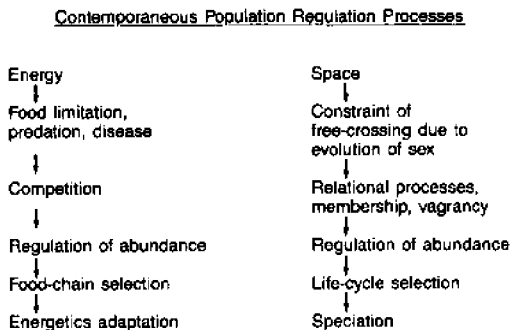 Contemporaneous Population Regulation Processes
Energy
Food limitation,
predation, disease
Competition
Regulation of abundance
Food-chain selection
Energetics adaptation
Space
Constraint of
free-crossing due to
evolution of sex
Relational processes,
membership, vagrancy
Regulation of abundance
Life-cycle selection
Speciation